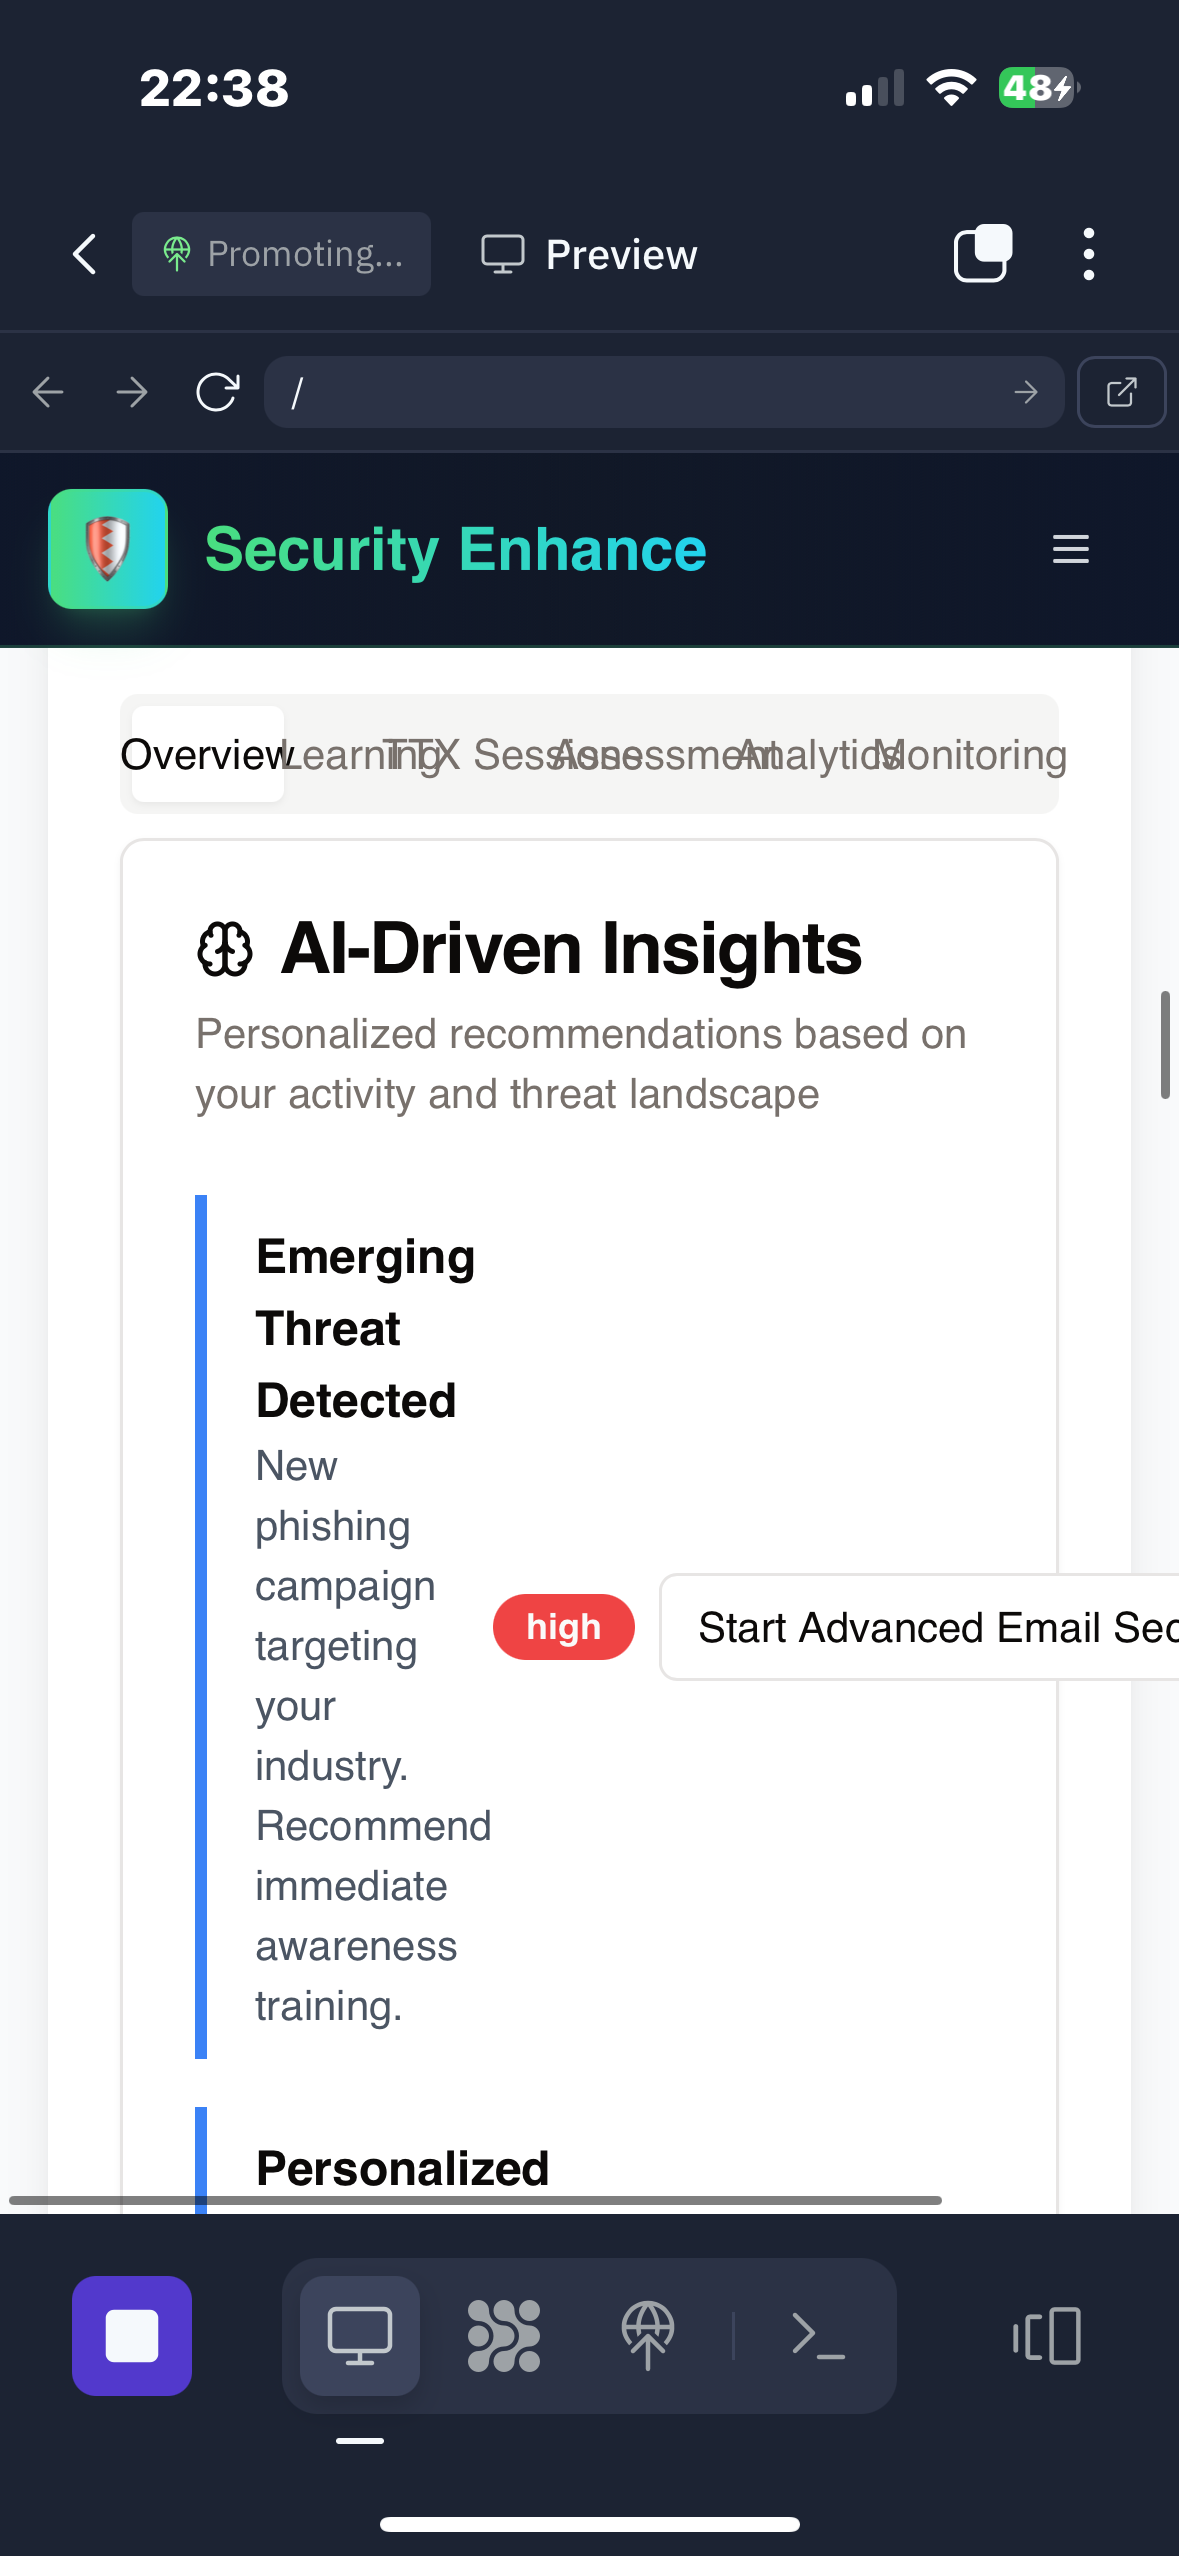 22:38
48
Promoting...
Preview
/
Security Enhance
Overview Learning TTX Sessions Assessment Analytics Monitoring
AI-Driven Insights
Personalized recommendations based on
your activity and threat landscape
Emerging
Threat
Detected
New
phishing
campaign
targeting
your
industry.
Recommend
immediate
awareness
training.
high
Start Advanced Email Sec
Personalized